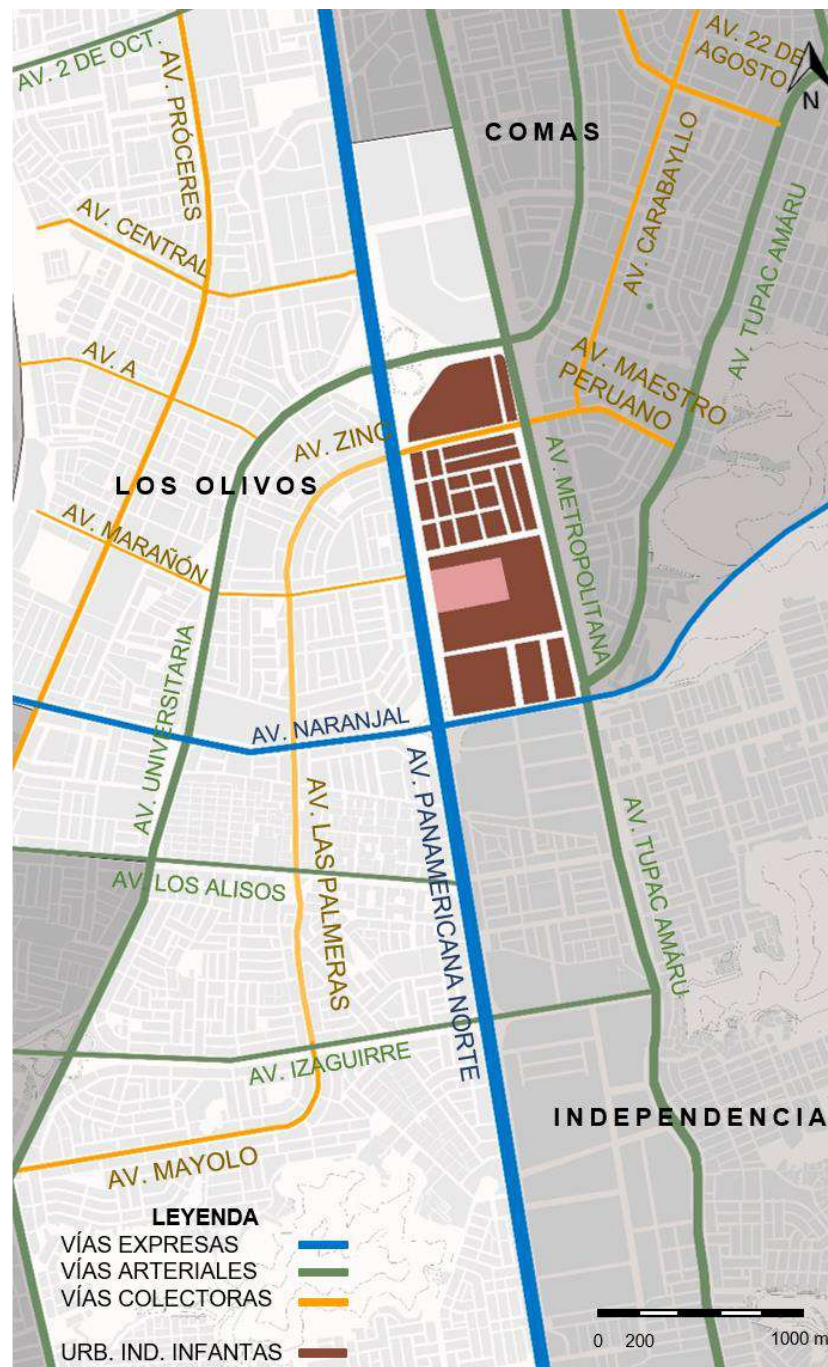 AV. 2 DE OCT.
AV. PRÓCERES
AV. 22 DE
AGOSTO
N
COMAS
AV. CARABAYLLO
AV. CENTRAL
AV. TUPAC AMÁRU
AV. A
AV. MAESTRO
PERUANO
AV. ZINC
LOS OLIVOS
AV. METROPOLITANA
AV. MARAÑÓN
AV. UNIVERSITARIA
AV. NARANJAL
AV. PANAMERICANA NORTE
AV. LAS PALMERAS
AV. TUPAC AMÁRU
AV. LOS ALISOS
AV. IZAGUIRRE
INDEPENDENCIA
AV. MAYOLO
LEYENDA
VÍAS EXPRESAS
VÍAS ARTERIALES
VÍAS COLECTORAS
URB. IND. INFANTAS
0 200 1000 m